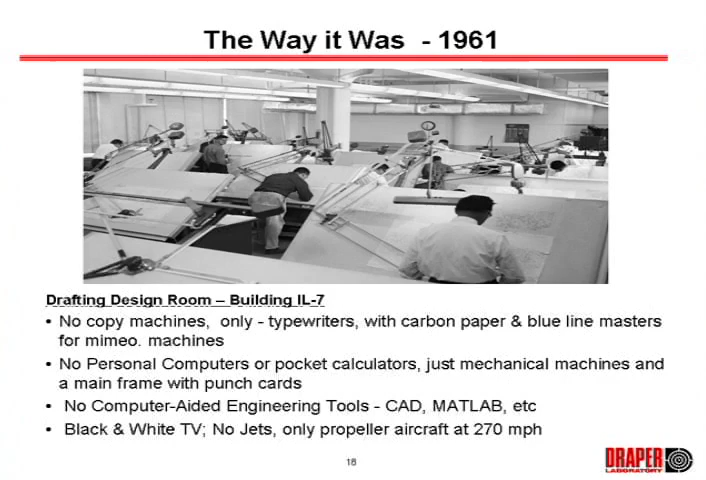 The Way it Was - 1961
Drafting Design Room – Building IL-7
• No copy machines, only - typewriters, with carbon paper & blue line masters
for mimeo. machines
• No Personal Computers or pocket calculators, just mechanical machines and
a main frame with punch cards
• No Computer-Aided Engineering Tools - CAD, MATLAB, etc
• Black & White TV; No Jets, only propeller aircraft at 270 mph
18
DRAPER
LABORATORY